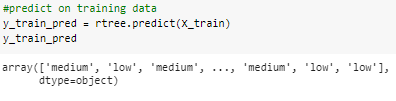 #predict on training data
y_train_pred = rtree.predict(X_train)
y_train_pred
array(['medium', 'low', 'medium', ..., 'medium', 'low', 'low'],
dtype=object)